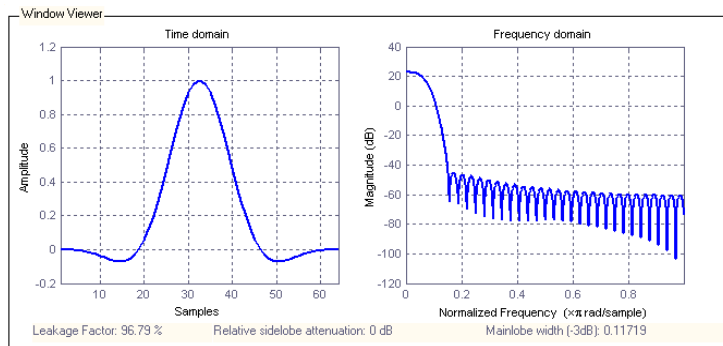 Window Viewer
Time domain
1.2
1
0.8
0.6
0.4
0.2
0
-0.2
Amplitude
10 20 30 40 50 60
Samples
Frequency domain
40
20
0
-20
-40
-60
-80
-100
-120
Magnitude (dB)
0 0.2 0.4 0.6 0.8
Normalized Frequency (×π rad/sample)
Leakage Factor: 96.79 % Relative sidelobe attenuation: 0 dB Mainlobe width (-3dB): 0.11719